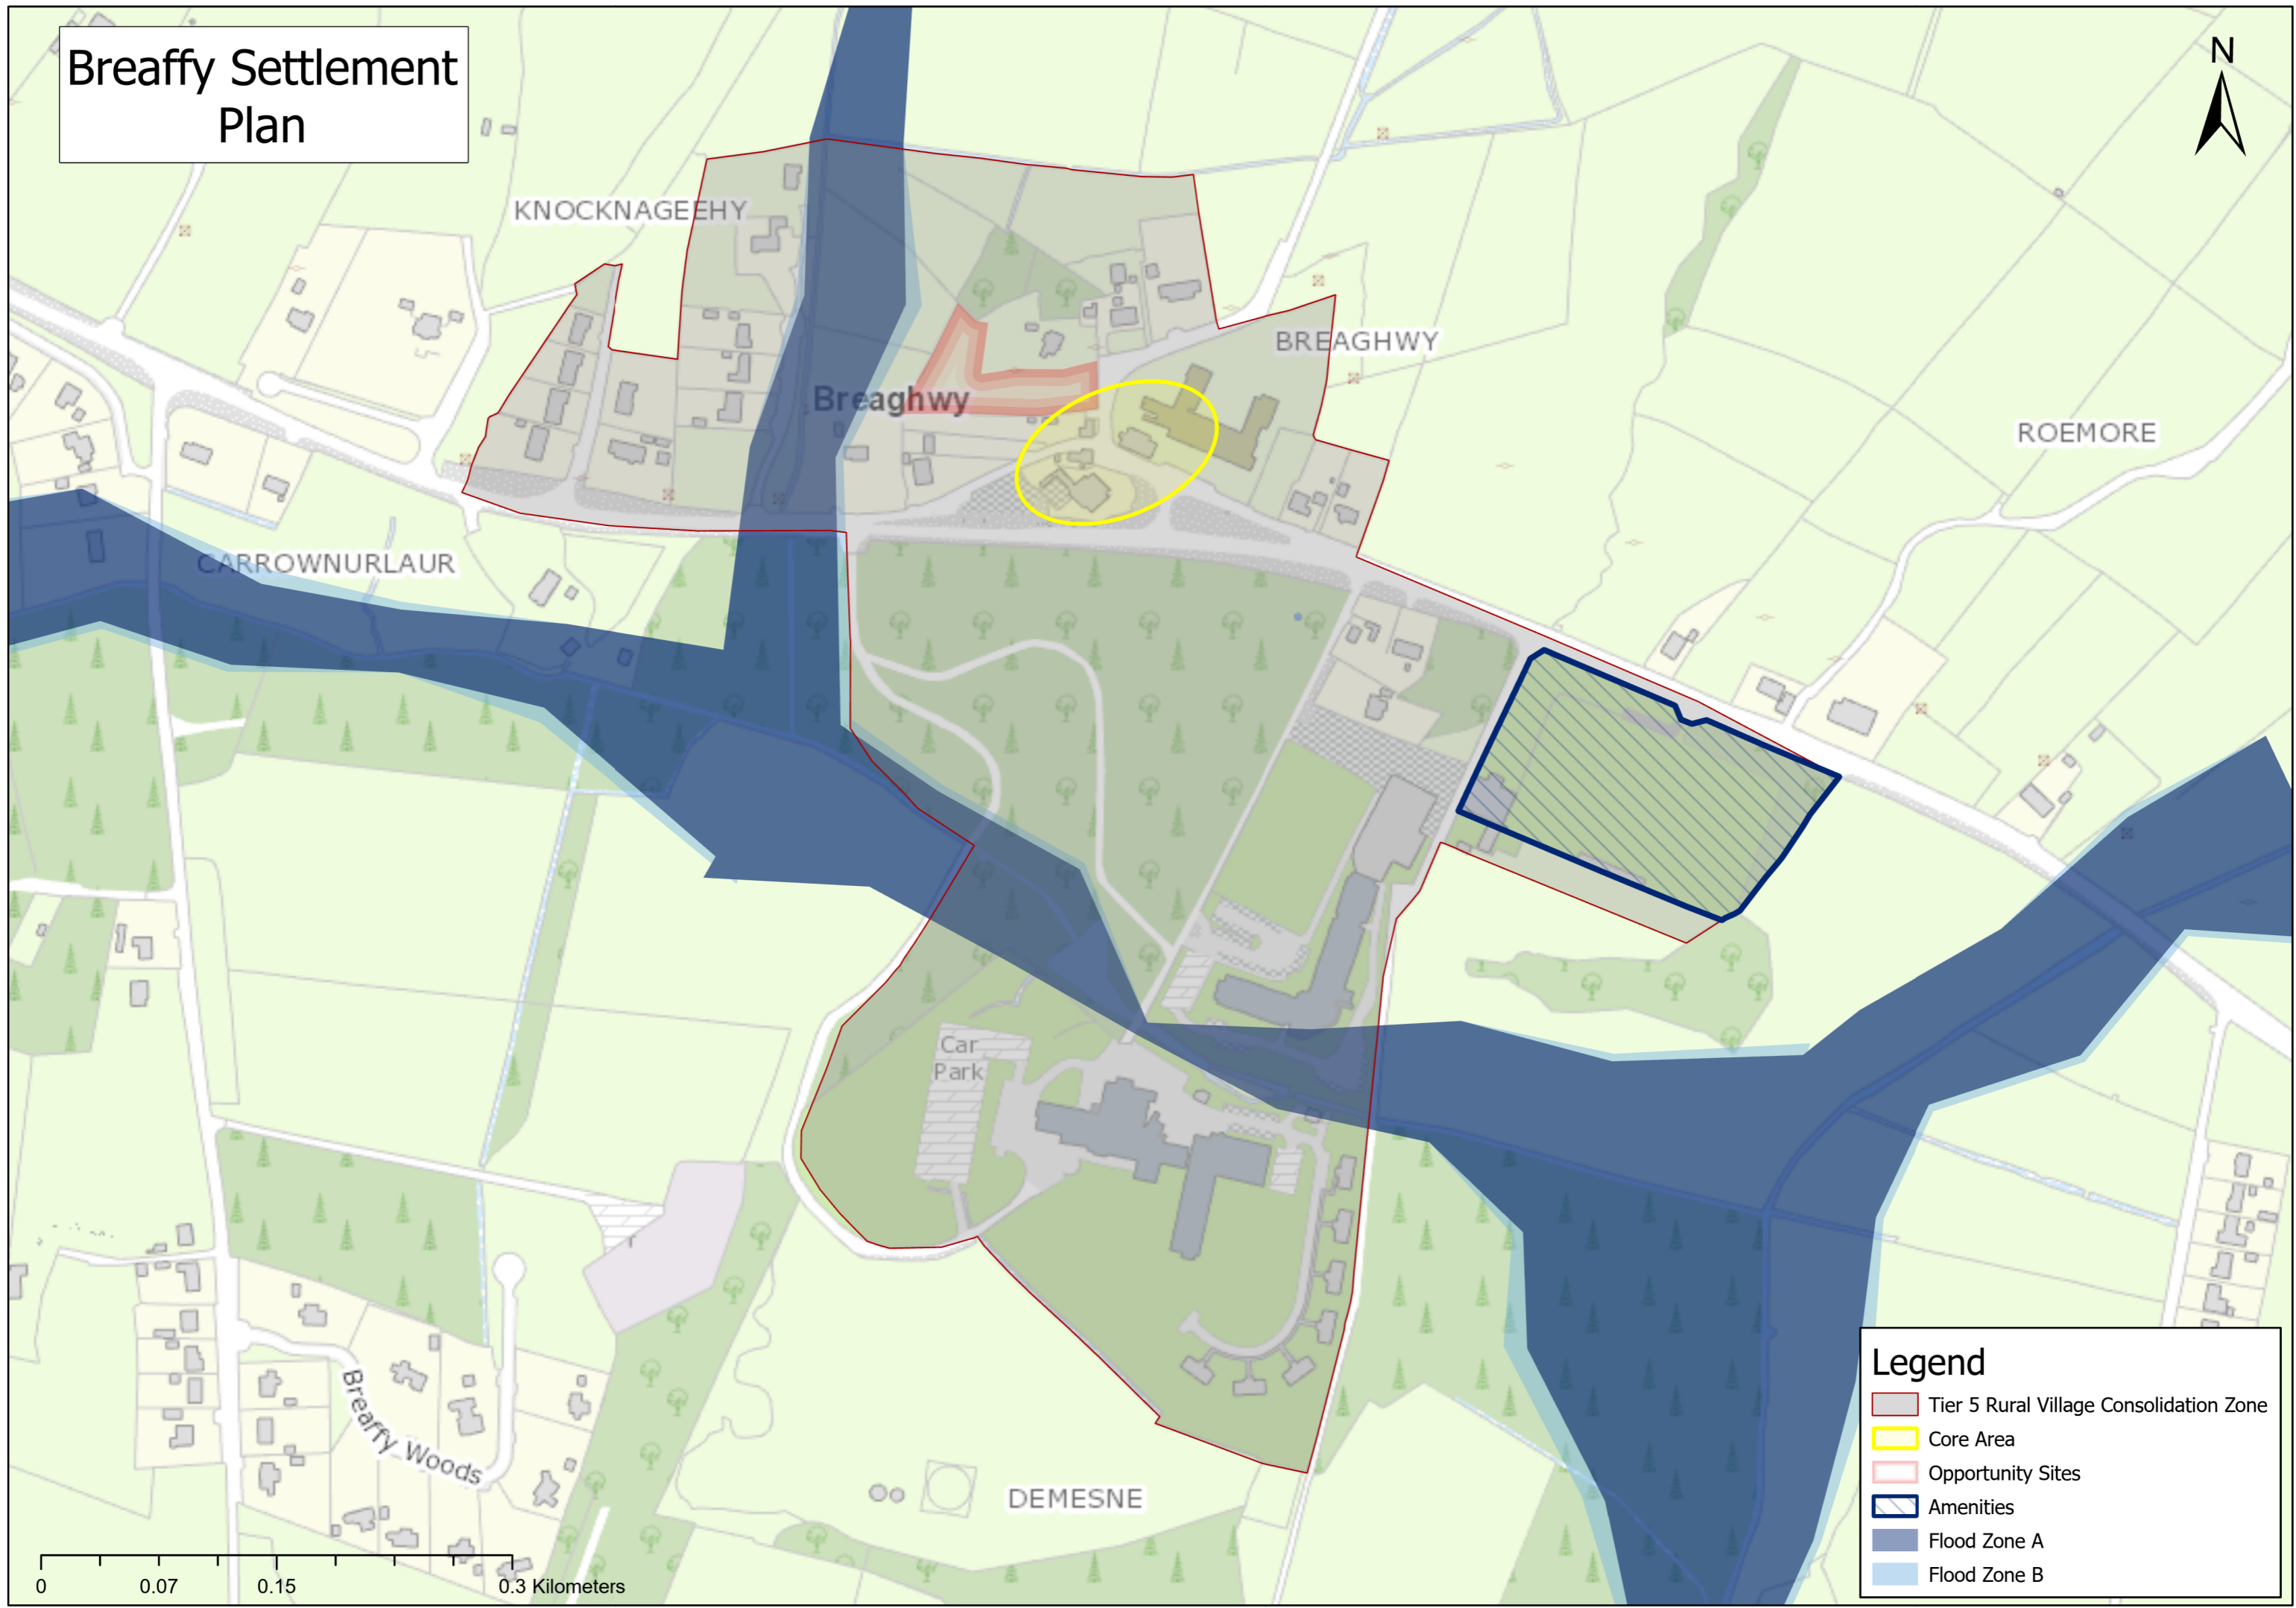 Breaffy Settlement
Plan
N
KNOCKNAGEEHY
BREAGHWY
Breaghwy
ROEMORE
CARROWNURLAUR
Car
Park
Breaffy Woods
DEMESNE
Legend
Tier 5 Rural Village Consolidation Zone
Core Area
Opportunity Sites
Amenities
Flood Zone A
Flood Zone B
0 0.07 0.15 0.3 Kilometers